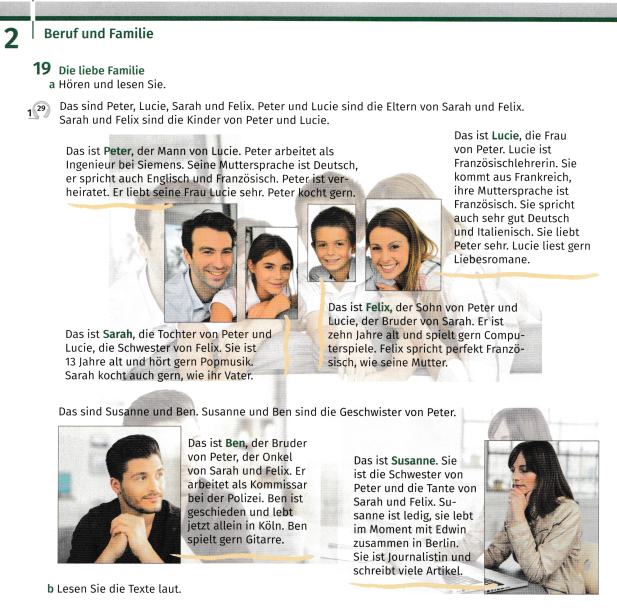 2
Beruf und Familie
19 Die liebe Familie
a Hören und lesen Sie.
1 29
Das sind Peter, Lucie, Sarah und Felix. Peter und Lucie sind die Eltern von Sarah und Felix.
Sarah und Felix sind die Kinder von Peter und Lucie.
Das ist Peter, der Mann von Lucie. Peter arbeitet als
Ingenieur bei Siemens. Seine Muttersprache ist Deutsch,
er spricht auch Englisch und Französisch. Peter ist ver-
heiratet. Er liebt seine Frau Lucie sehr. Peter kocht gern.
Das ist Lucie, die Frau
von Peter. Lucie ist
Französischlehrerin. Sie
kommt aus Frankreich,
ihre Muttersprache ist
Französisch. Sie spricht
auch sehr gut Deutsch
und Italienisch. Sie liebt
Peter sehr. Lucie liest gern
Liebesromane.
Das ist Sarah, die Tochter von Peter und
Lucie, die Schwester von Felix. Sie ist
13 Jahre alt und hört gern Popmusik.
Sarah kocht auch gern, wie ihr Vater.
Das ist Felix, der Sohn von Peter und
Lucie, der Bruder von Sarah. Er ist
zehn Jahre alt und spielt gern Compu-
terspiele. Felix spricht perfekt Franzö-
sisch, wie seine Mutter.
Das sind Susanne und Ben. Susanne und Ben sind die Geschwister von Peter.
Das ist Ben, der Bruder
von Peter, der Onkel
von Sarah und Felix. Er
arbeitet als Kommissar
bei der Polizei. Ben ist
geschieden und lebt
jetzt allein in Köln. Ben
spielt gern Gitarre.
Das ist Susanne. Sie
ist die Schwester von
Peter und die Tante von
Sarah und Felix. Su-
sanne ist ledig, sie lebt
im Moment mit Edwin
zusammen in Berlin.
Sie ist Journalistin und
schreibt viele Artikel.
b Lesen Sie die Texte laut.